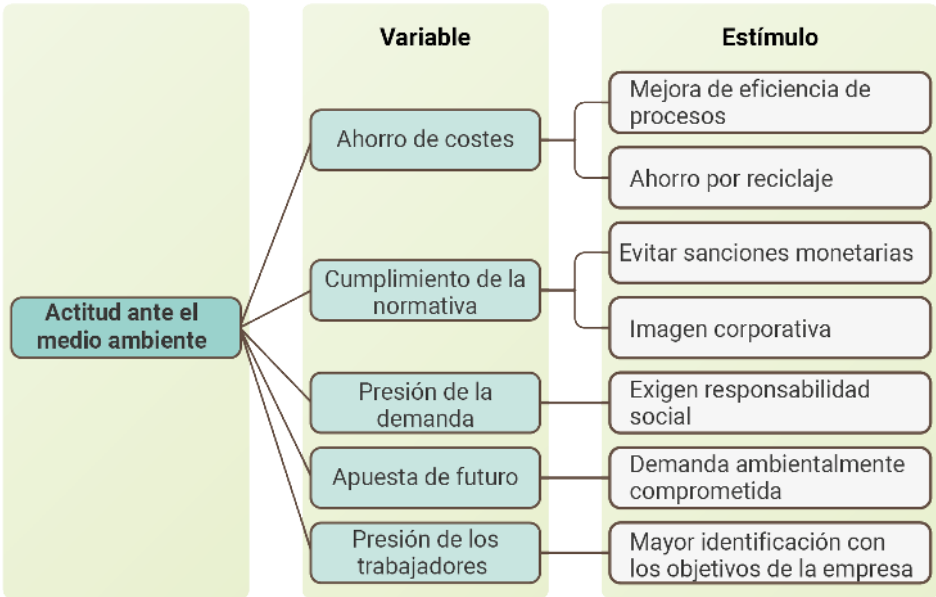 Variable
Estímulo
Actitud ante el
medio ambiente
Ahorro de costes
Mejora de eficiencia de
procesos
Ahorro por reciclaje
Cumplimiento de la
normativa
Evitar sanciones monetarias
Imagen corporativa
Presión de la
demanda
Exigen responsabilidad
social
Apuesta de futuro
Demanda ambientalmente
comprometida
Presión de los
trabajadores
Mayor identificación con
los objetivos de la empresa